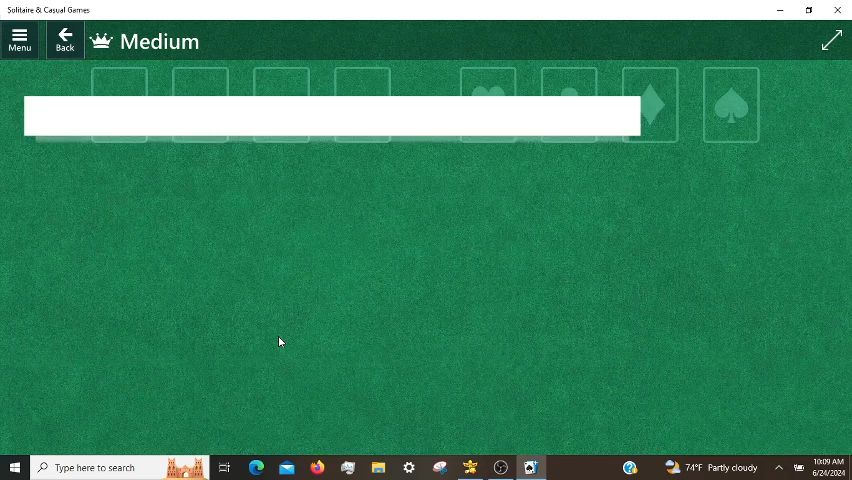 Solitaire & Casual Games
Menu
Back
Medium
Type here to search
74°F Partly cloudy
10:09 AM
6/24/2024